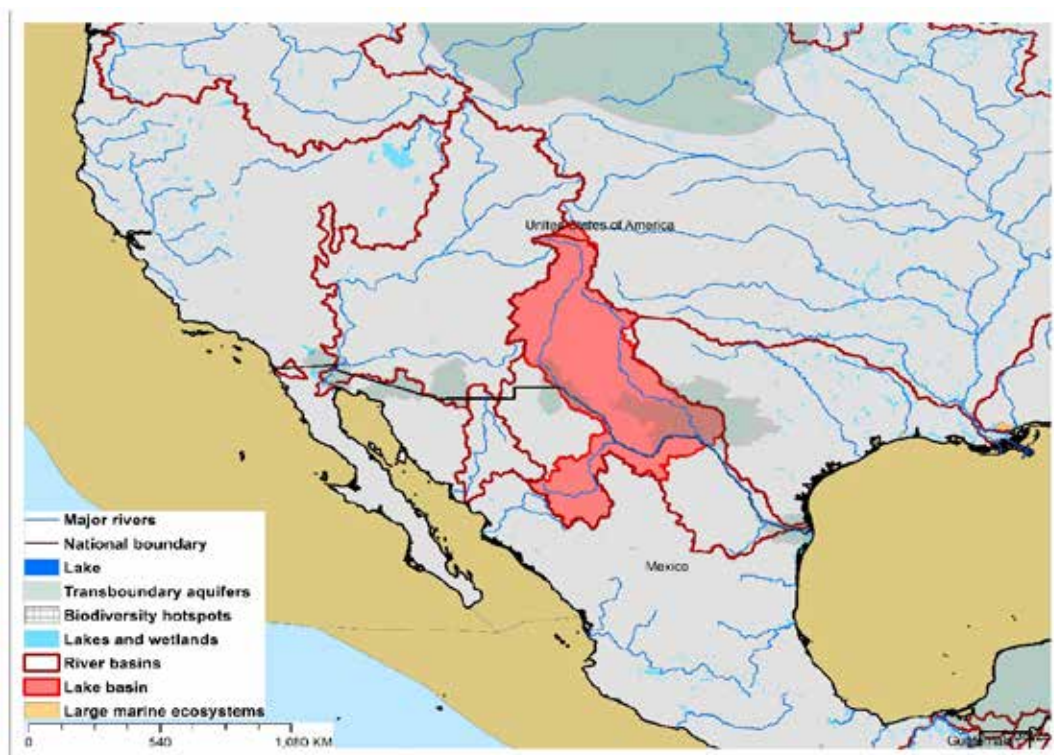 United States of America
Mexico
Major rivers
National boundary
Lake
Transboundary aquifers
Biodiversity hotspots
Lakes and wetlands
River basins
Lake basin
Large marine ecosystems
0 540 1,080 KM